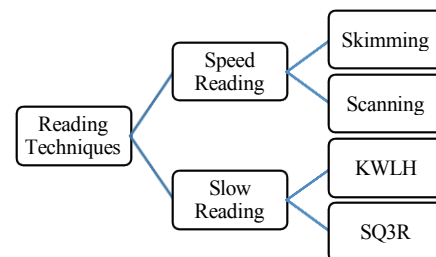 Reading
Techniques
Speed
Reading
Skimming
Scanning
Slow
Reading
KWLH
SQ3R